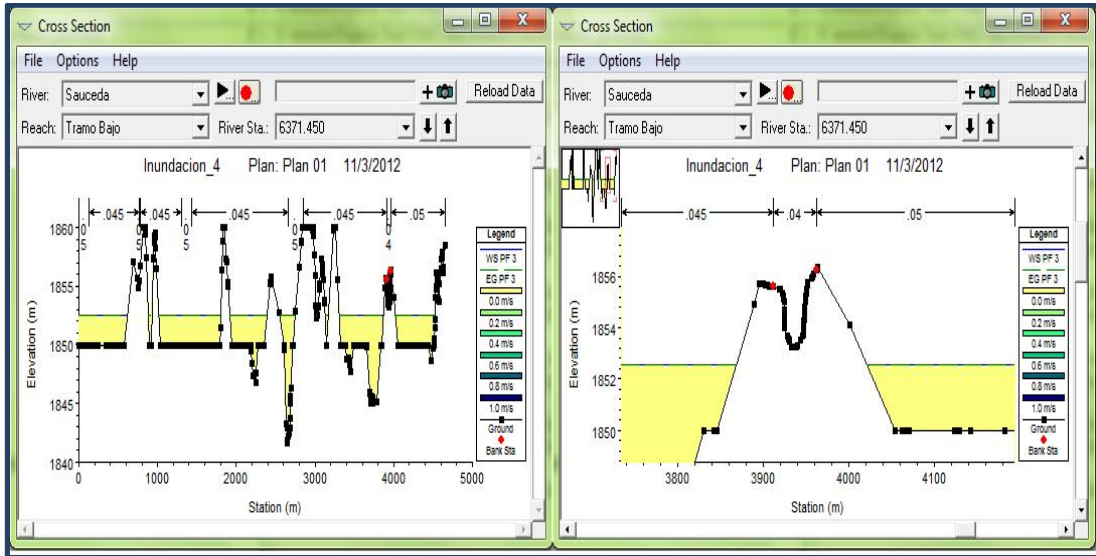 Cross Section
File Options Help
River: Sauceda Reload Data
Reach: Tramo Bajo River Sta.: 6371.450
Inundacion_4 Plan: Plan 01 11/3/2012
.15 .045 .05 .045 .05 .045 .05 .045 .04 .05
Legend
WS PF 3
EG PF 3
0.0 m/s
0.2 m/s
0.4 m/s
0.6 m/s
0.8 m/s
1.0 m/s
Ground
Bank Sta
1860
1855
1850
1845
1840
Elevation (m)
0 1000 2000 3000 4000 5000
Station (m)
Cross Section
File Options Help
River: Sauceda Reload Data
Reach: Tramo Bajo River Sta.: 6371.450
Inundacion_4 Plan: Plan 01 11/3/2012
.045 .04 .05
Legend
WS PF 3
EG PF 3
0.0 m/s
0.2 m/s
0.4 m/s
0.6 m/s
0.8 m/s
1.0 m/s
Ground
Bank Sta
1856
1854
1852
1850
Elevation (m)
3800 3900 4000 4100
Station (m)